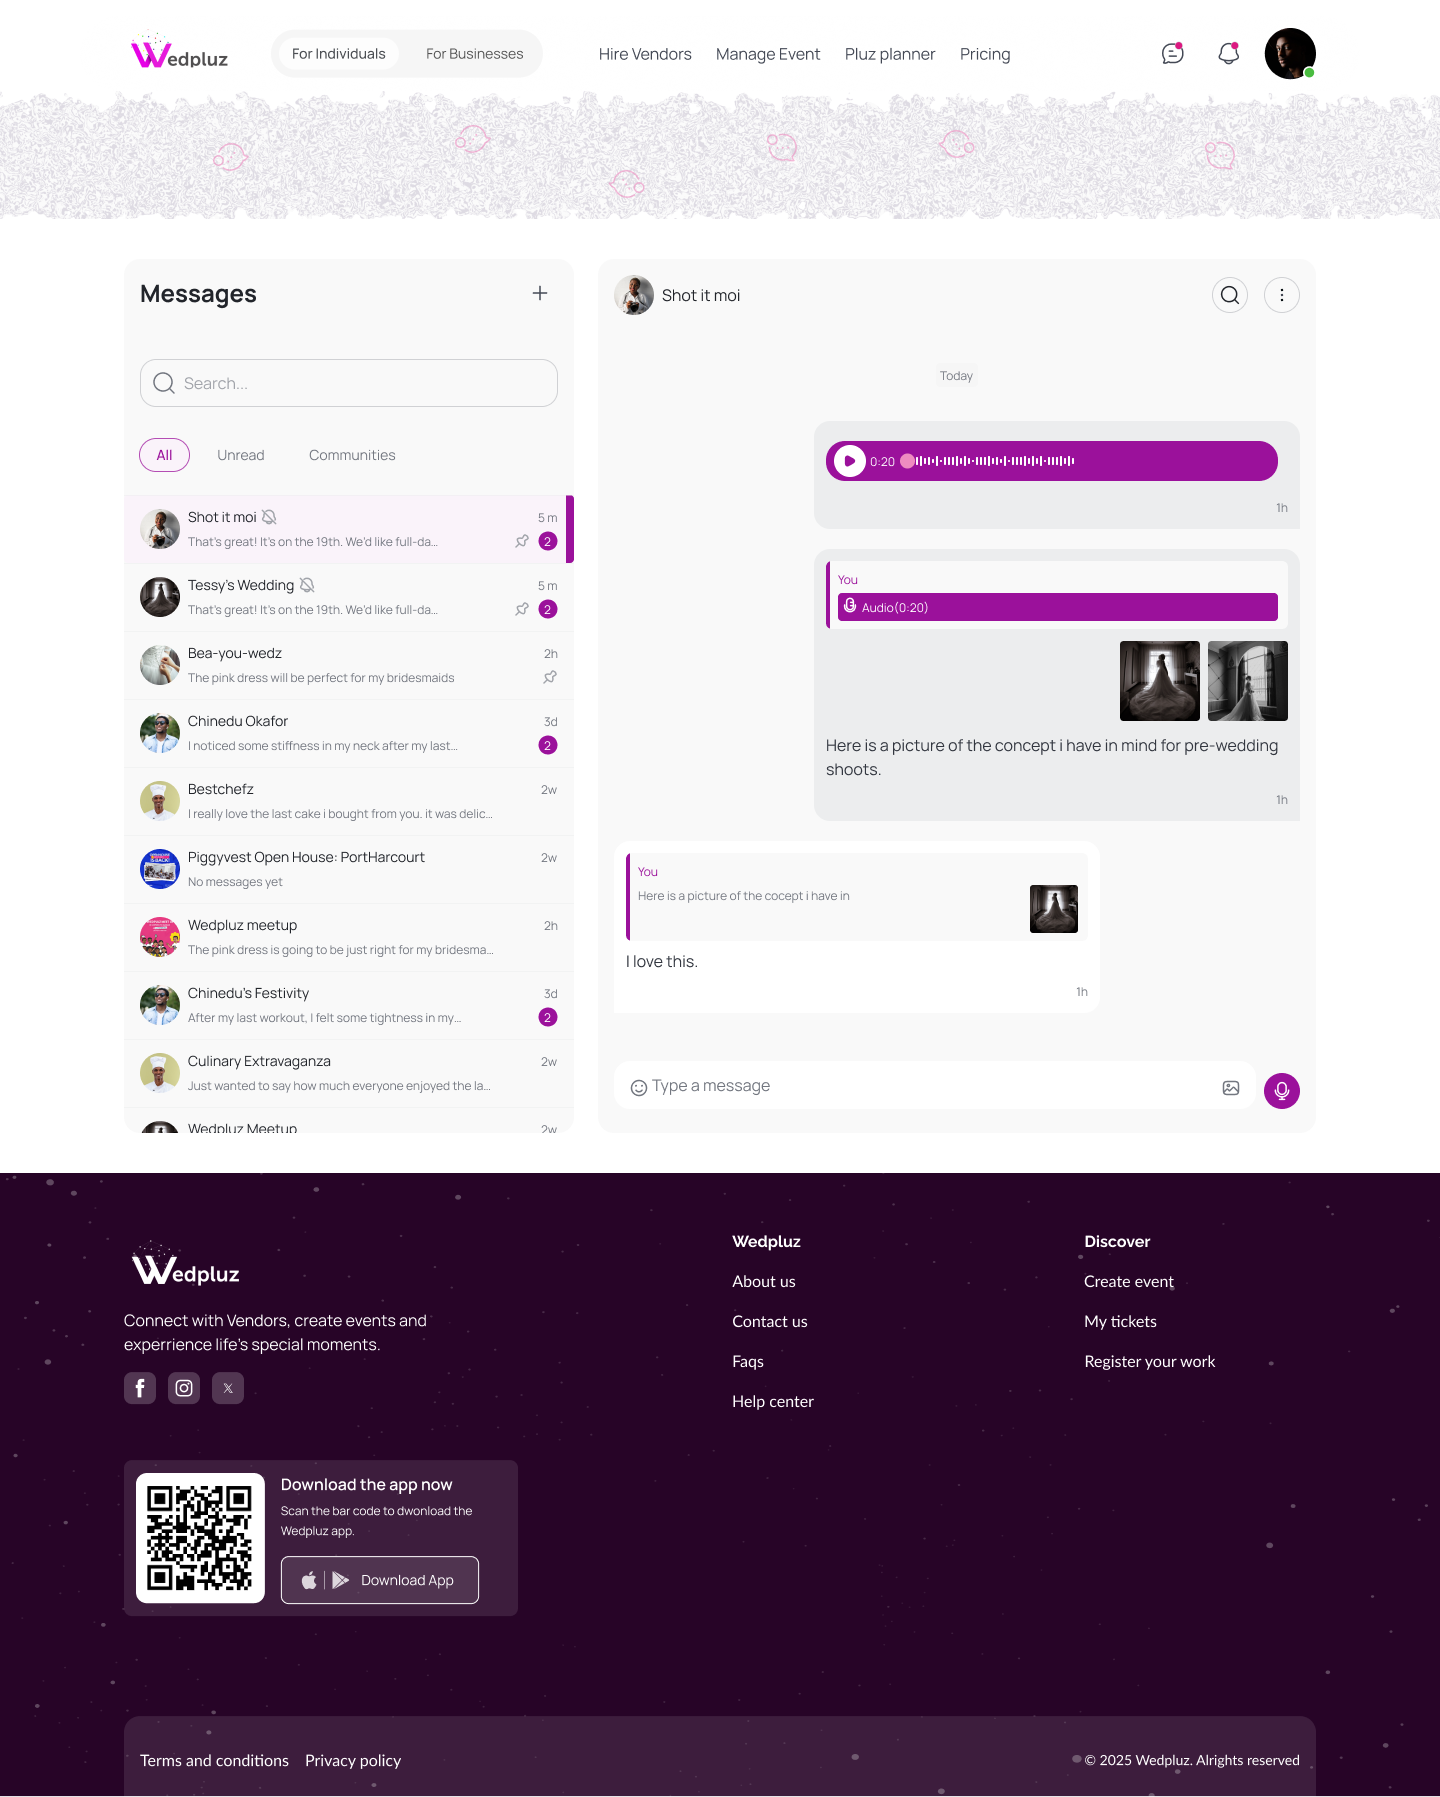 Wedpluz
For Individuals
For Businesses
Hire Vendors
Manage Event
Pluz planner
Pricing
Messages
Search...
All
Unread
Communities
Shot it moi
5 m
That's great! It's on the 19th. We'd like full-da...
2
Tessy's Wedding
5 m
That's great! It's on the 19th. We'd like full-da...
2
Bea-you-wedz
2h
The pink dress will be perfect for my bridesmaids
Chinedu Okafor
3d
I noticed some stiffness in my neck after my last...
2
Bestchefz
2w
I really love the last cake i bought from you. it was delic...
Piggyvest Open House: PortHarcourt
2w
No messages yet
Wedpluz meetup
2h
The pink dress is going to be just right for my bridesma...
Chinedu's Festivity
3d
After my last workout, I felt some tightness in my...
2
Culinary Extravaganza
2w
Just wanted to say how much everyone enjoyed the la...
Wedpluz Meetup
2w
Shot it moi
Today
0:20
1h
You
Audio(0:20)
Here is a picture of the concept i have in mind for pre-wedding
shoots.
1h
You
Here is a picture of the cocept i have in
I love this.
1h
Type a message
Wedpluz
Connect with Vendors, create events and
experience life's special moments.
f
𝕏
Wedpluz
About us
Contact us
Faqs
Help center
Discover
Create event
My tickets
Register your work
Download the app now
Scan the bar code to dwonload the
Wedpluz app.
Download App
Terms and conditions
Privacy policy
© 2025 Wedpluz. Alrights reserved